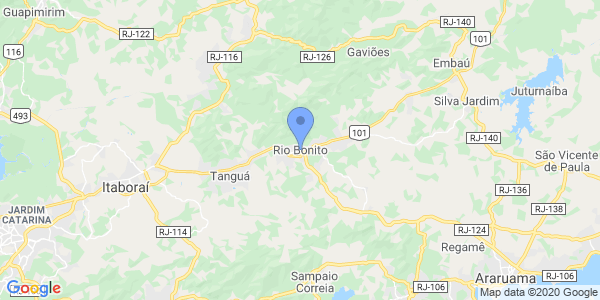 Guapimirim
RJ-122
116
RJ-116
RJ-126
Gaviões
RJ-140
101
Embaú
Juturnaíba
Silva Jardim
493
101
RJ-140
Rio Bonito
São Vicente
de Paula
Itaboraí
Tanguá
RJ-136
RJ-138
JARDIM
CATARINA
RJ-114
RJ-124
Regamê
Sampaio
Correia
RJ-106
Araruama
RJ-106
Google
Map data ©2020 Google